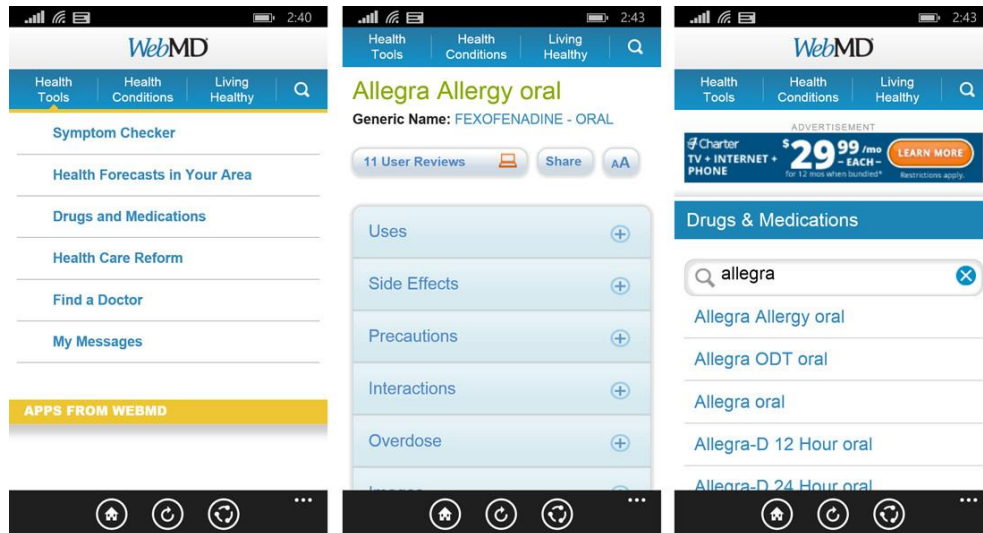 2:40
WebMD
Health Tools
Health Conditions
Living Healthy
Symptom Checker
Health Forecasts in Your Area
Drugs and Medications
Health Care Reform
Find a Doctor
My Messages
APPS FROM WEBMD
2:43
Health Tools
Health Conditions
Living Healthy
Allegra Allergy oral
Generic Name: FEXOFENADINE - ORAL
11 User Reviews
Share
AA
Uses
Side Effects
Precautions
Interactions
Overdose
Images
2:43
WebMD
Health Tools
Health Conditions
Living Healthy
ADVERTISEMENT
Charter
TV + INTERNET +
PHONE
$29 99 /mo
- EACH -
for 12 mos when bundled*
LEARN MORE
Restrictions apply.
Drugs & Medications
allegra
Allegra Allergy oral
Allegra ODT oral
Allegra oral
Allegra-D 12 Hour oral
Allegra-D 24 Hour oral